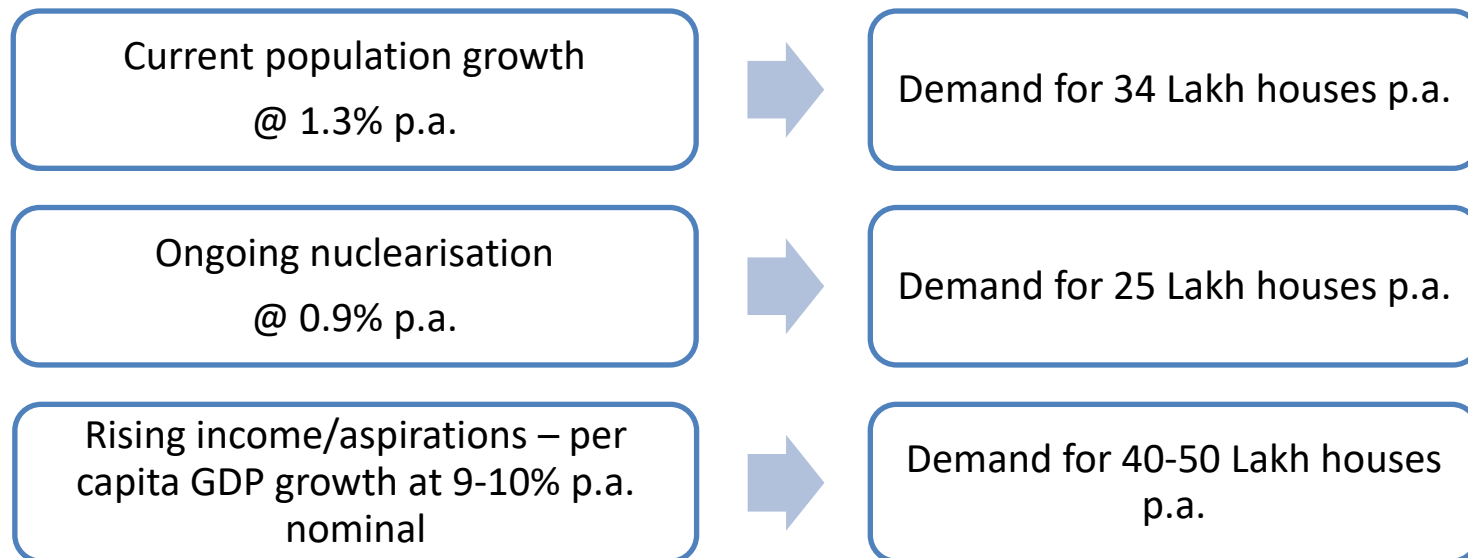 Current population growth
@ 1.3% p.a.
Demand for 34 Lakh houses p.a.
Ongoing nuclearisation
@ 0.9% p.a.
Demand for 25 Lakh houses p.a.
Rising income/aspirations – per
capita GDP growth at 9-10% p.a.
nominal
Demand for 40-50 Lakh houses
p.a.